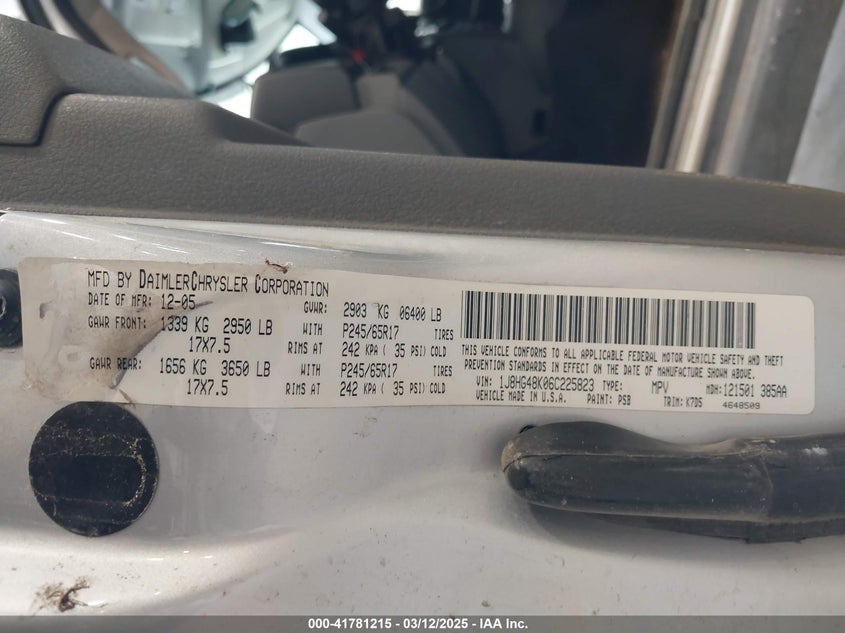 MFD BY DAIMLERCHRYSLER CORPORATION
DATE OF MFR: 12-05 GVWR: 2903 KG 06400 LB
GAWR FRONT: 1339 KG 2950 LB WITH P245/65R17 TIRES
17X7.5 RIMS AT 242 KPA ( 35 PSI) COLD
GAWR REAR: 1656 KG 3650 LB WITH P245/65R17 TIRES
17X7.5 RIMS AT 242 KPA ( 35 PSI) COLD
THIS VEHICLE CONFORMS TO ALL APPLICABLE FEDERAL MOTOR VEHICLE SAFETY AND THEFT
PREVENTION STANDARDS IN EFFECT ON THE DATE OF MANUFACTURE SHOWN ABOVE.
VIN: 1J8HG48K06C225823 TYPE: MPV MDH: 121501 385AA
VEHICLE MADE IN U.S.A. PAINT: PSB TRIM: K7D5 4648509
000-41781215 - 03/12/2025 - IAA Inc.